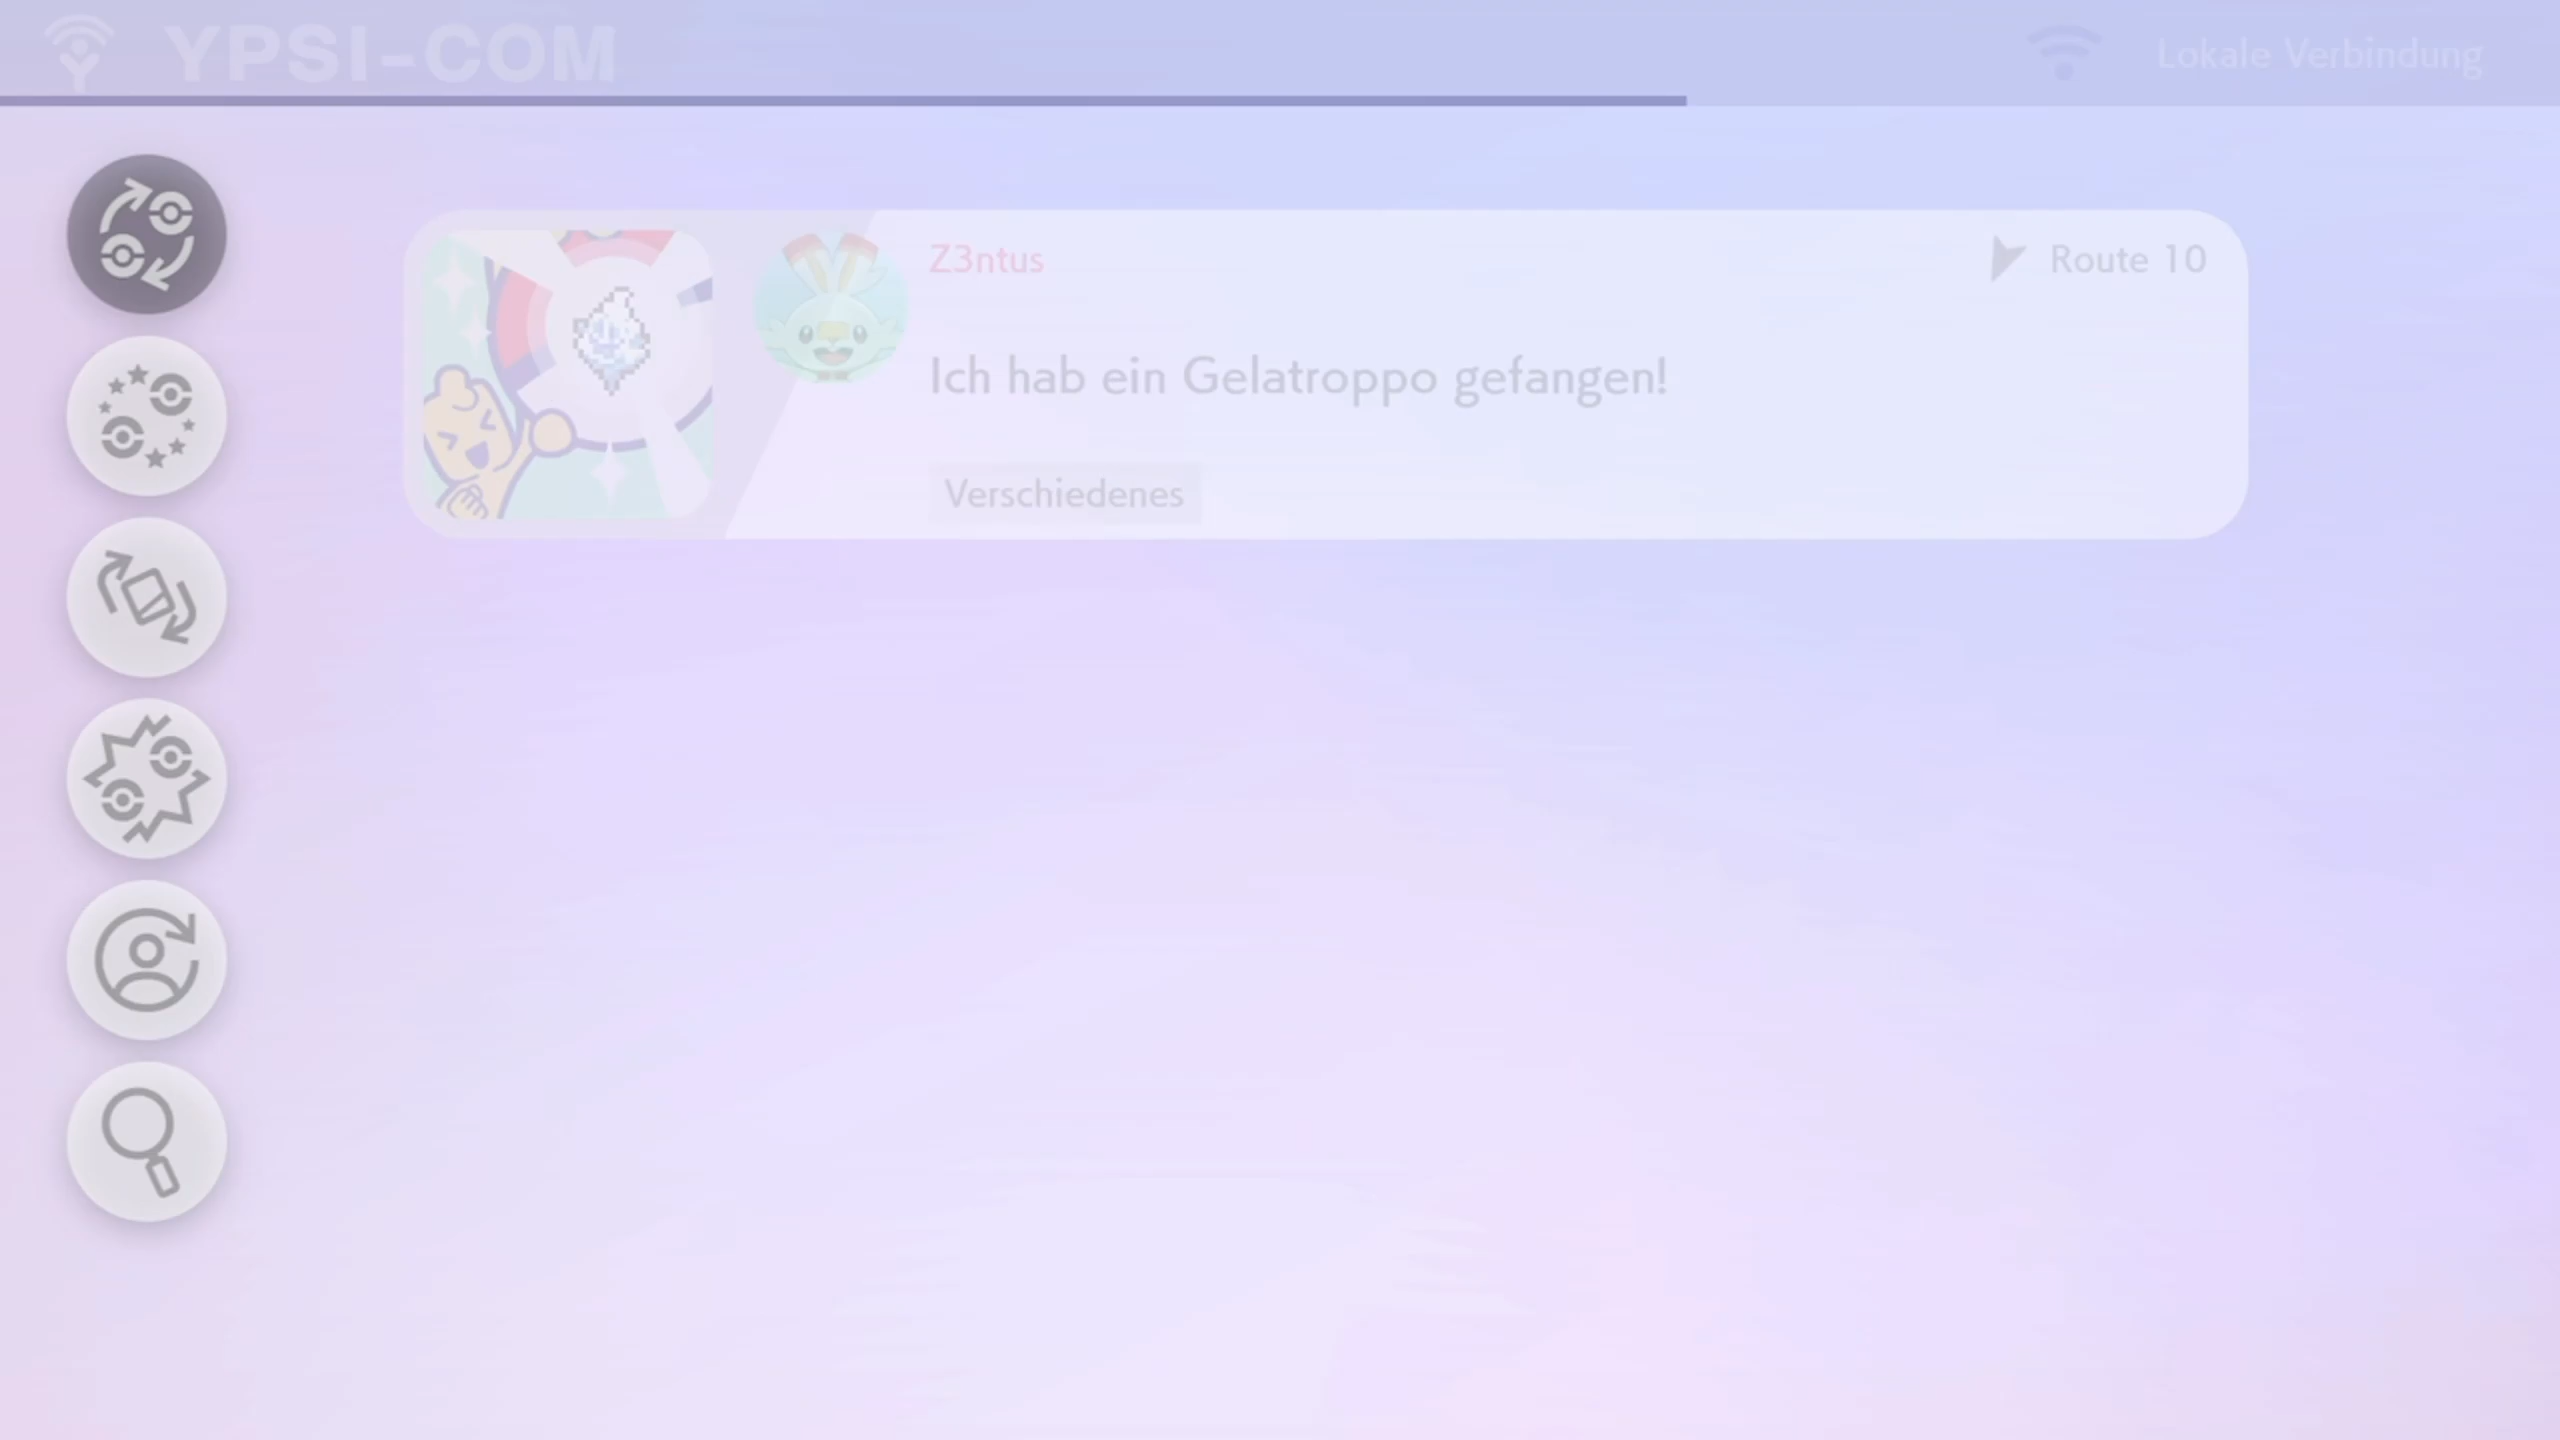 YPSI-COM
Lokale Verbindung
Z3ntus
Route 10
Ich hab ein Gelatroppo gefangen!
Verschiedenes